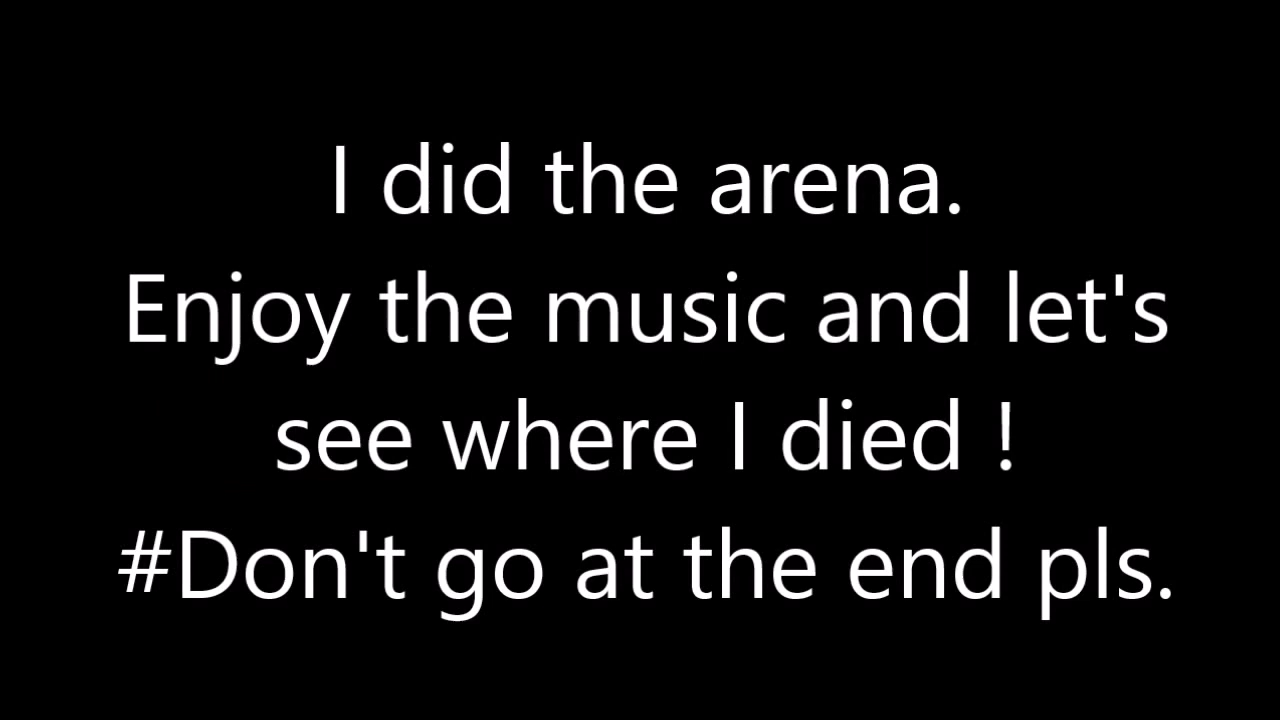 I did the arena.
Enjoy the music and let's
see where I died !
#Don't go at the end pls.